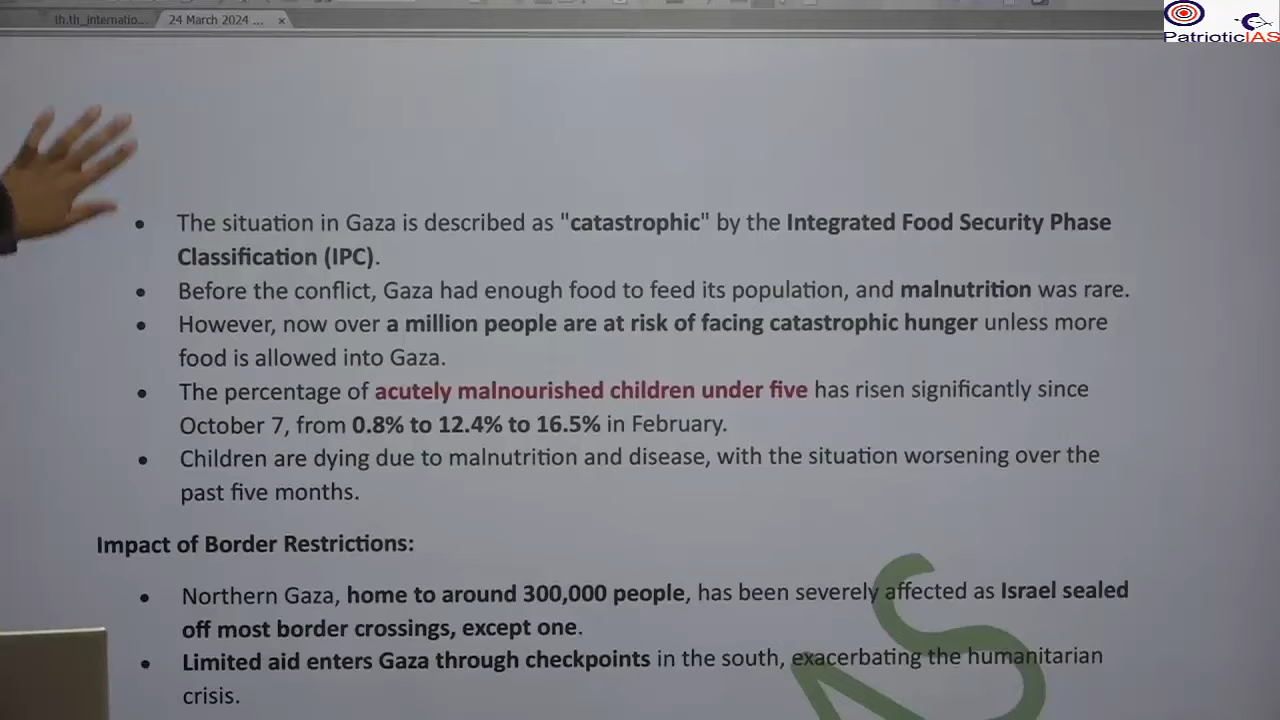 th.th_internatio...
24 March 2024 ...
PatrioticIAS
• The situation in Gaza is described as "catastrophic" by the Integrated Food Security Phase
Classification (IPC).
• Before the conflict, Gaza had enough food to feed its population, and malnutrition was rare.
• However, now over a million people are at risk of facing catastrophic hunger unless more
food is allowed into Gaza.
• The percentage of acutely malnourished children under five has risen significantly since
October 7, from 0.8% to 12.4% to 16.5% in February.
• Children are dying due to malnutrition and disease, with the situation worsening over the
past five months.
Impact of Border Restrictions:
• Northern Gaza, home to around 300,000 people, has been severely affected as Israel sealed
off most border crossings, except one.
• Limited aid enters Gaza through checkpoints in the south, exacerbating the humanitarian
crisis.
AS